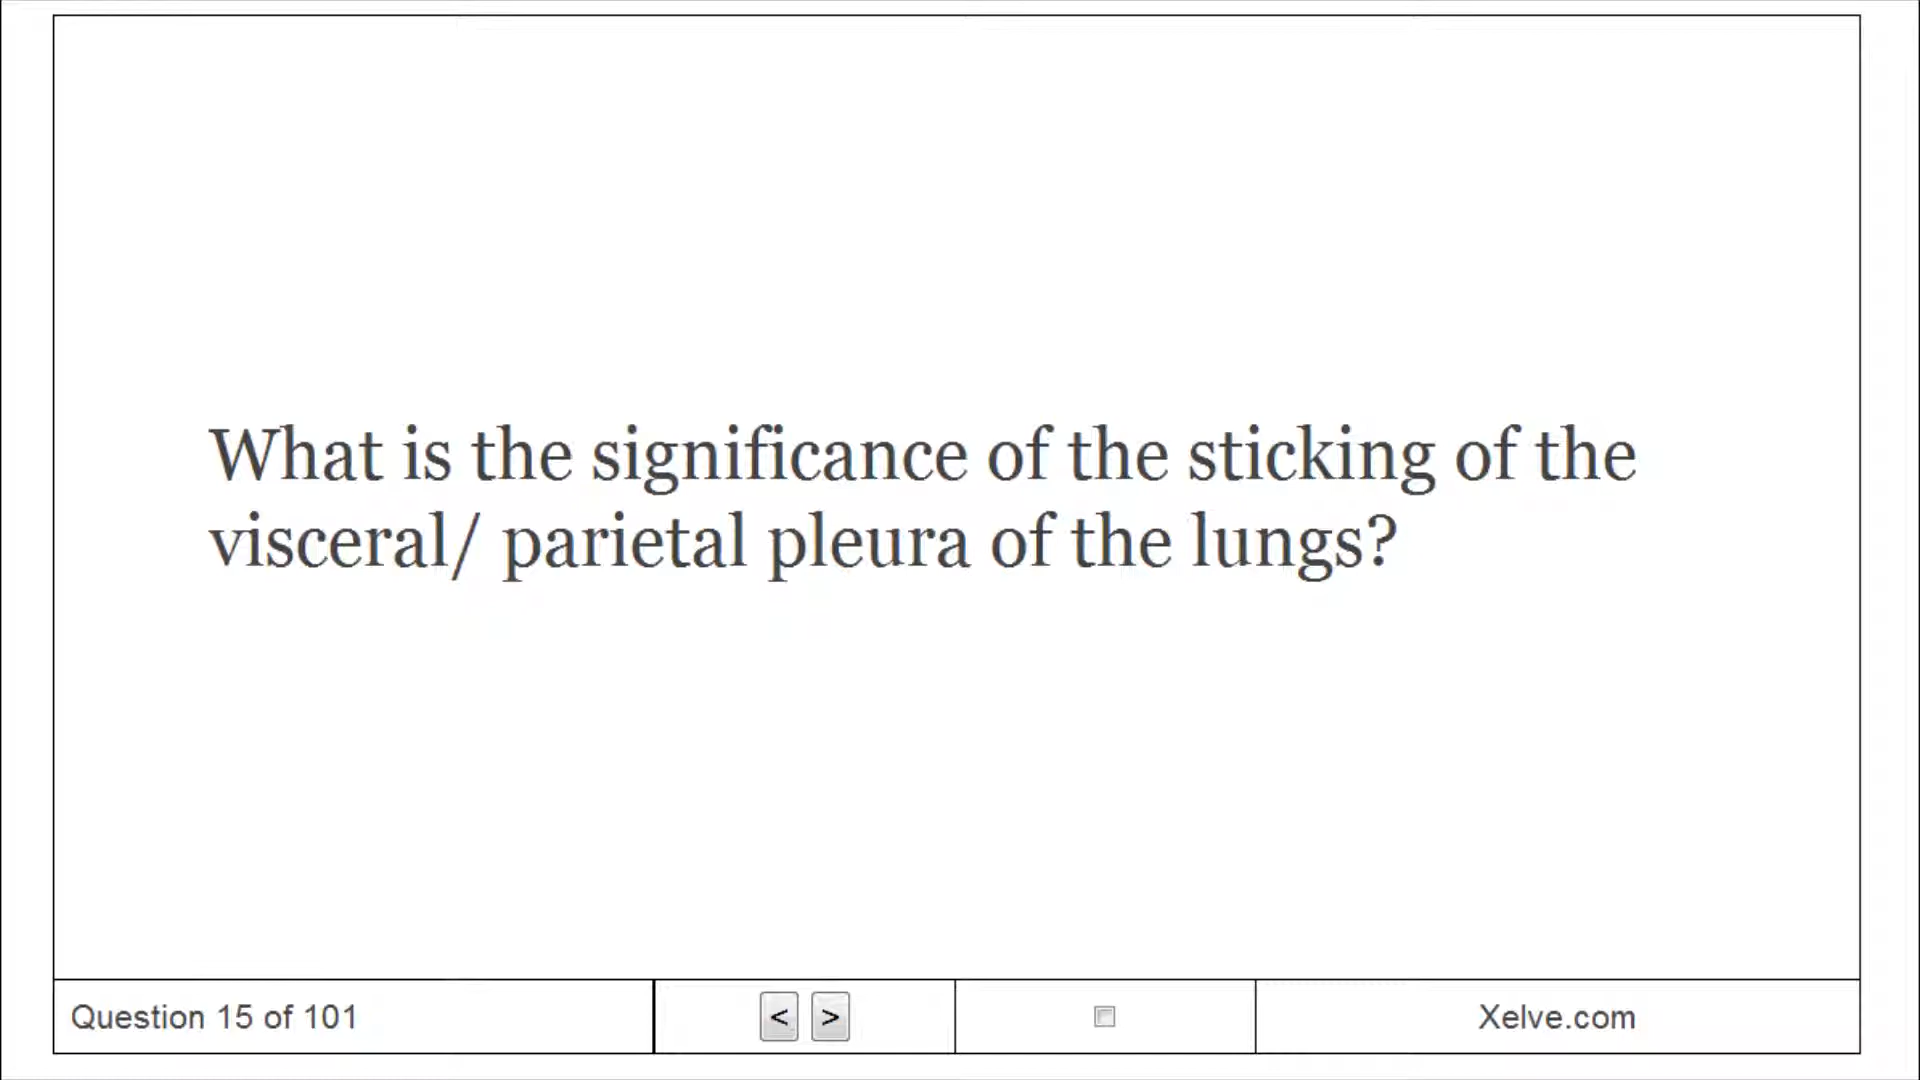 What is the significance of the sticking of the
visceral/ parietal pleura of the lungs?
Question 15 of 101
< >
Xelve.com